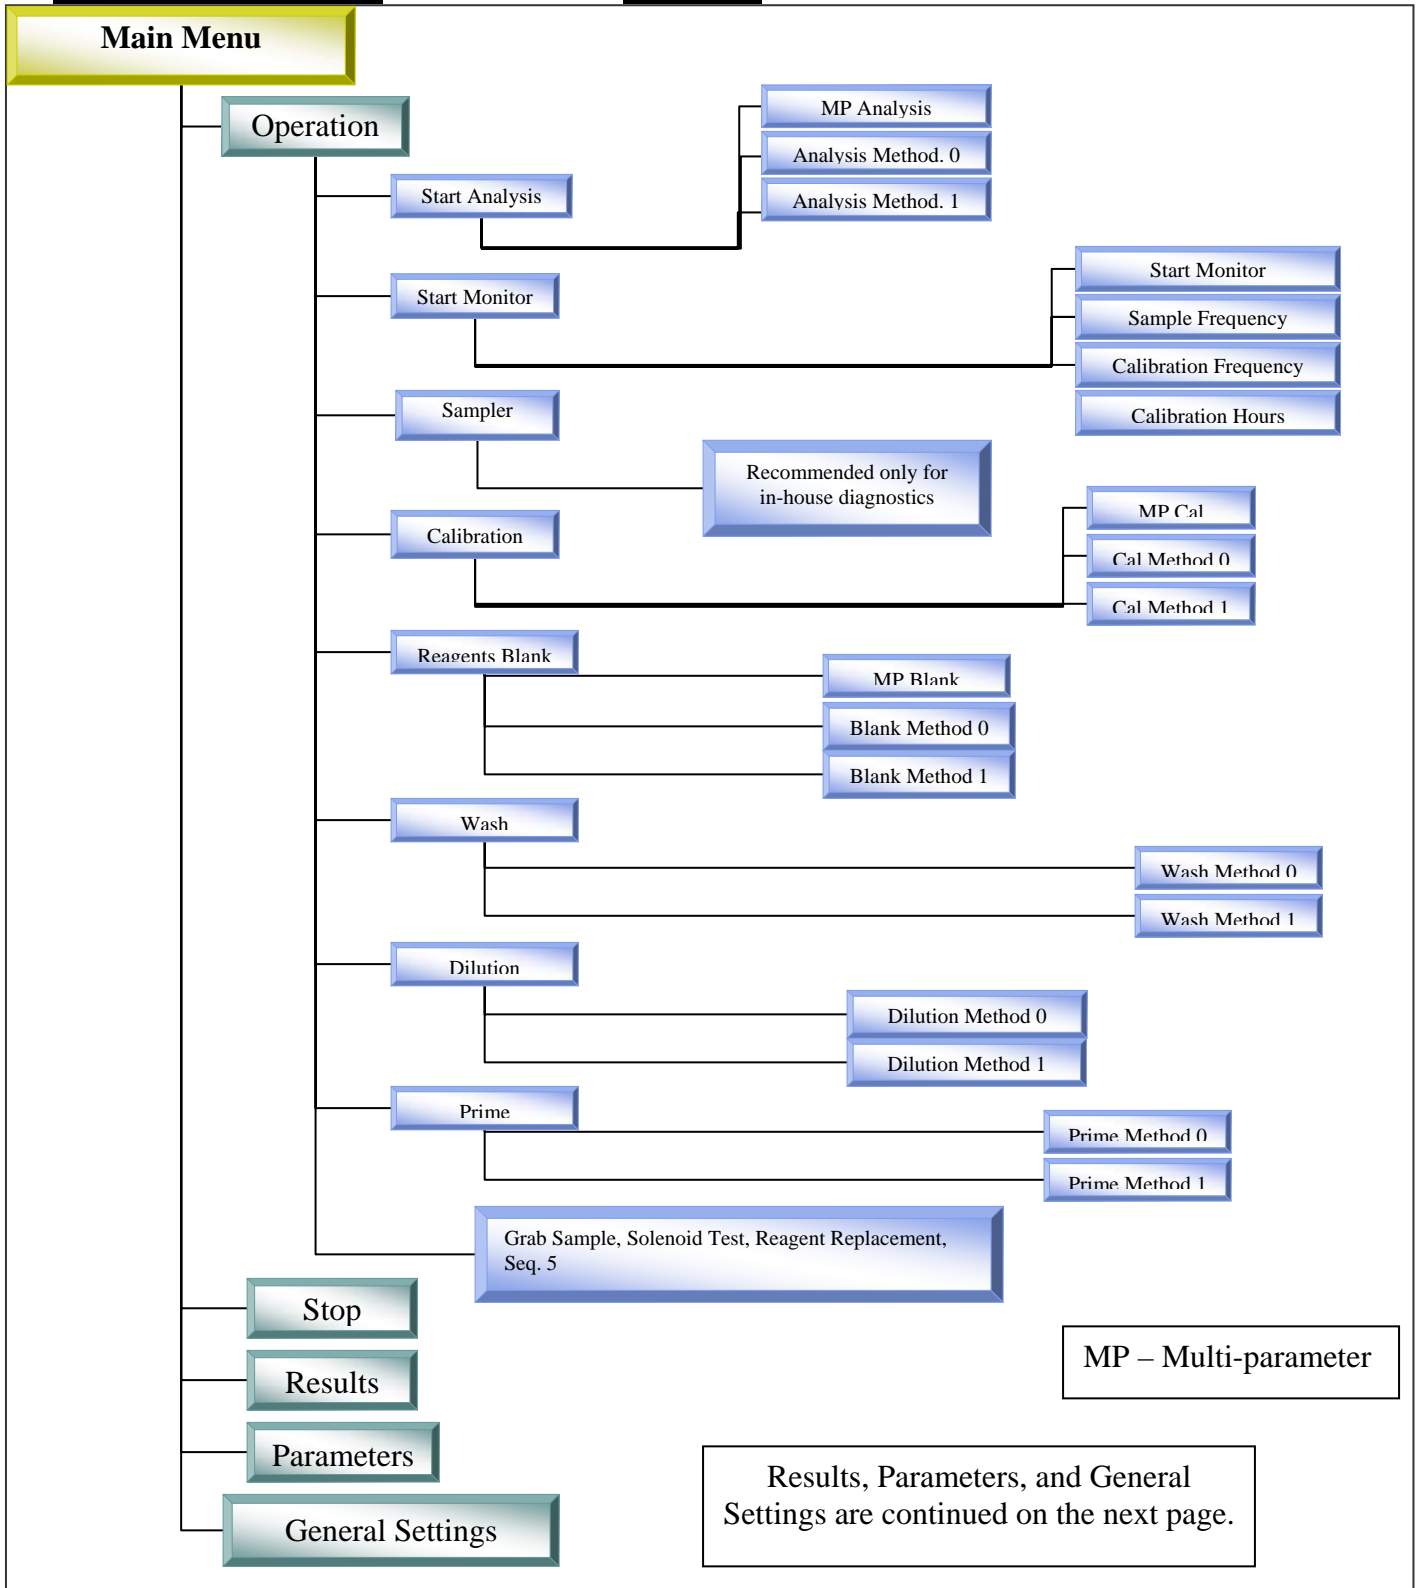 Main Menu
Operation
MP Analysis
Analysis Method. 0
Analysis Method. 1
Start Analysis
Start Monitor
Start Monitor
Sample Frequency
Calibration Frequency
Calibration Hours
Sampler
Recommended only for
in-house diagnostics
Calibration
MP Cal
Cal Method 0
Cal Method 1
Reagents Blank
MP Blank
Blank Method 0
Blank Method 1
Wash
Wash Method 0
Wash Method 1
Dilution
Dilution Method 0
Dilution Method 1
Prime
Prime Method 0
Prime Method 1
Grab Sample, Solenoid Test, Reagent Replacement,
Seq. 5
Stop
MP – Multi-parameter
Results
Parameters
General Settings
Results, Parameters, and General
Settings are continued on the next page.